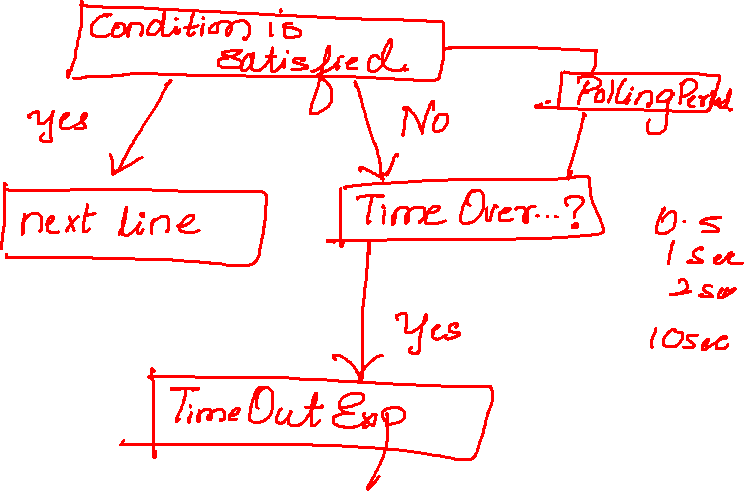 Condition is
satisfied.
Yes
No
Polling Period
next line
Time Over...?
0.5
1 sec
2 sec
10 sec
Yes
TimeOut Exp